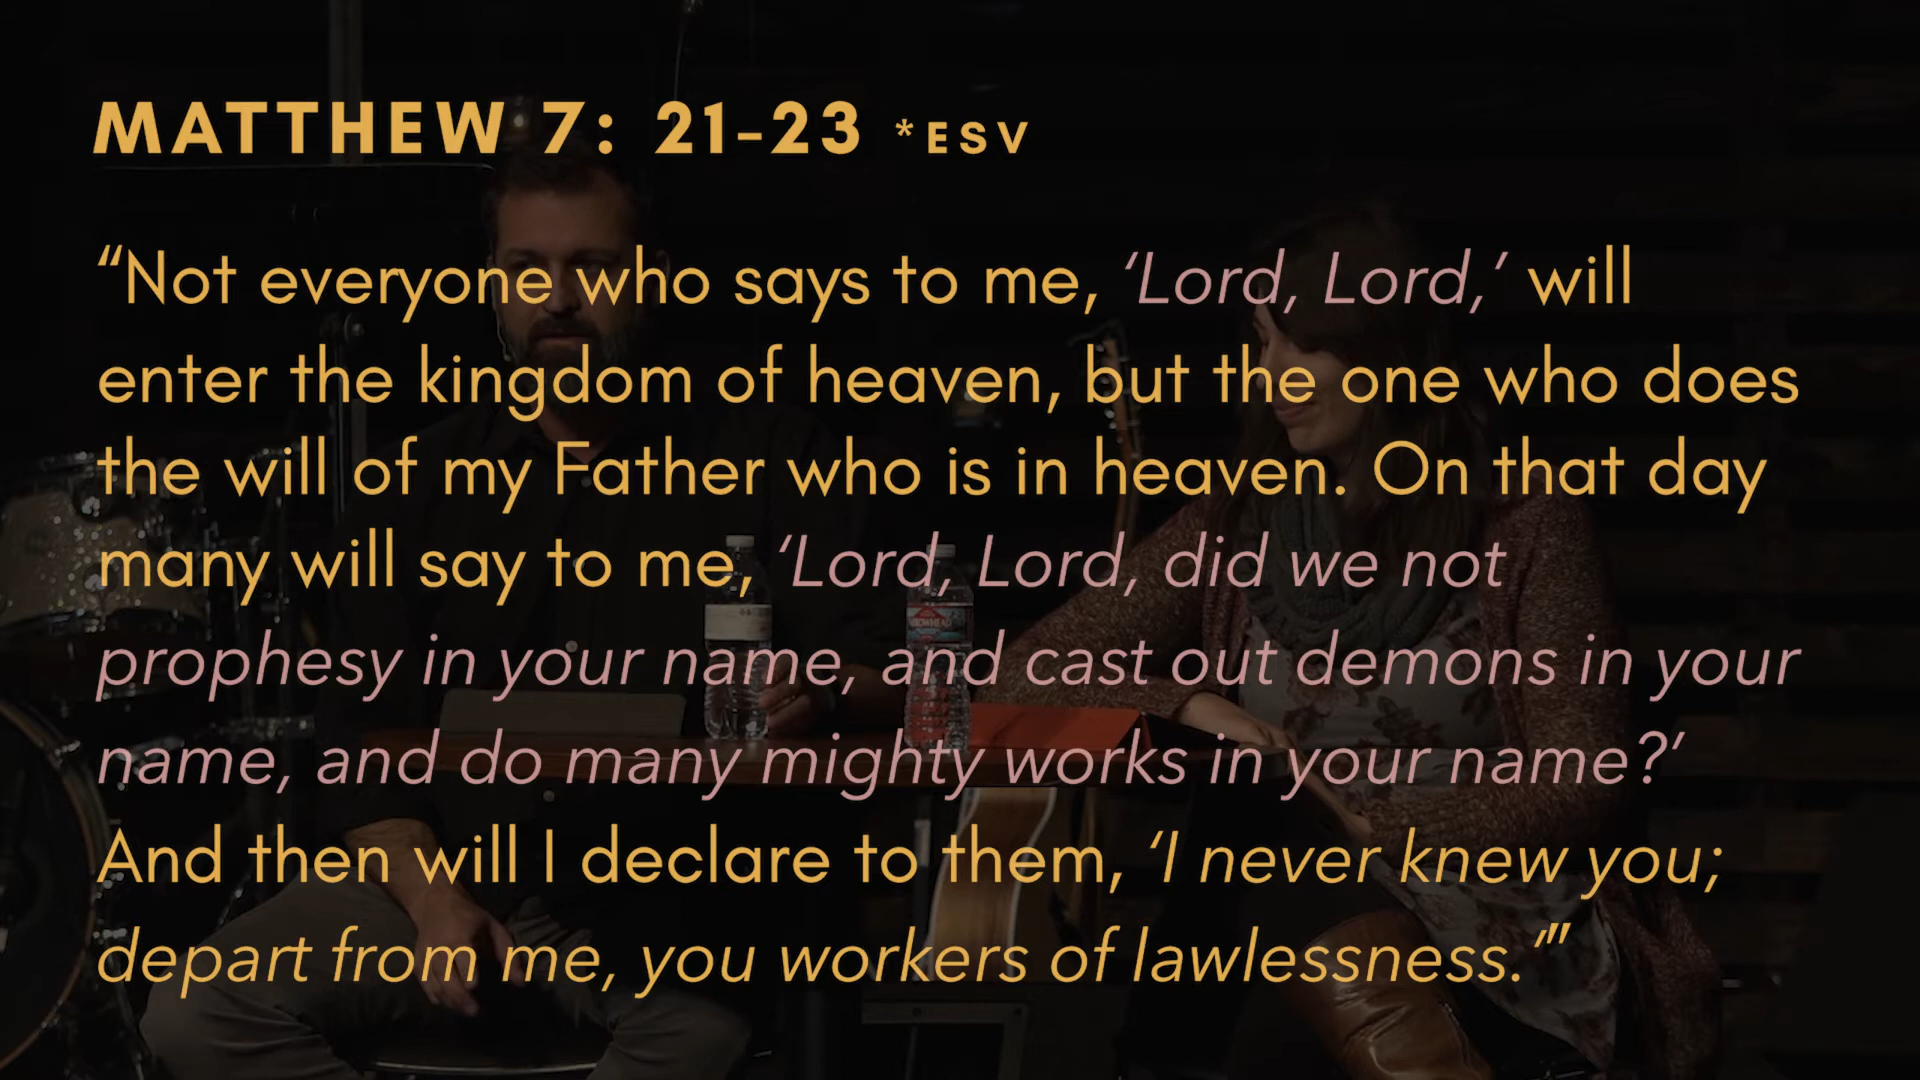 MATTHEW 7: 21-23 *ESV
“Not everyone who says to me, ‘Lord, Lord,’ will
enter the kingdom of heaven, but the one who does
the will of my Father who is in heaven. On that day
many will say to me, ‘Lord, Lord, did we not
prophesy in your name, and cast out demons in your
name, and do many mighty works in your name?’
And then will I declare to them, ‘I never knew you;
depart from me, you workers of lawlessness.’”
ARROWHEAD